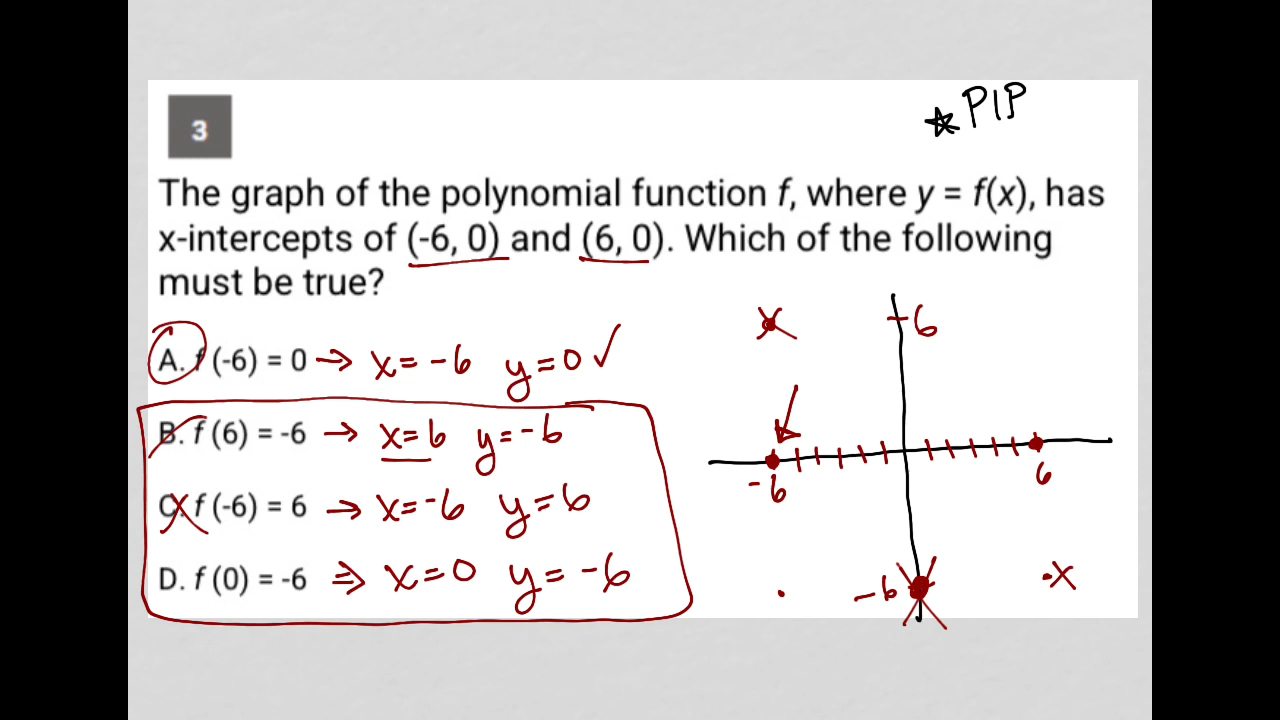 3
★ PIP
The graph of the polynomial function f, where y = f(x), has
x-intercepts of (-6, 0) and (6, 0). Which of the following
must be true?
A. f (-6) = 0 → x = -6 y = 0 ✓
B. f (6) = -6 → x = 6 y = -6
C. f (-6) = 6 → x = -6 y = 6
D. f (0) = -6 ⇒ x = 0 y = -6
6
-6
6
-6